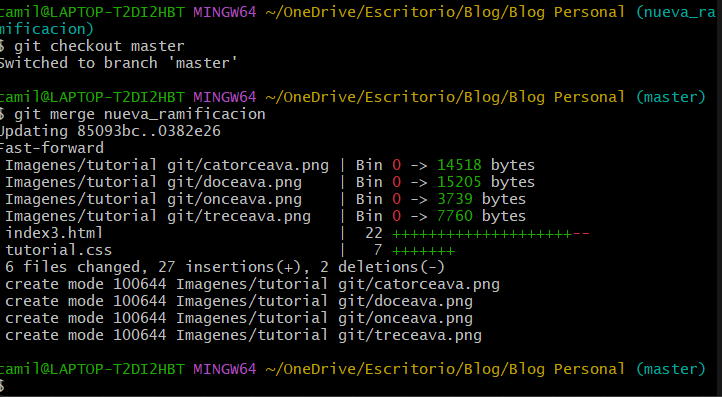 camil@LAPTOP-T2DI2HBT MINGW64 ~/OneDrive/Escritorio/Blog/Blog Personal (nueva_ra
mificacion)
$ git checkout master
Switched to branch 'master'
camil@LAPTOP-T2DI2HBT MINGW64 ~/OneDrive/Escritorio/Blog/Blog Personal (master)
$ git merge nueva_ramificacion
Updating 85093bc..0382e26
Fast-forward
Imagenes/tutorial git/catorceava.png | Bin 0 -> 14518 bytes
Imagenes/tutorial git/doceava.png | Bin 0 -> 15205 bytes
Imagenes/tutorial git/onceava.png | Bin 0 -> 3739 bytes
Imagenes/tutorial git/treceava.png | Bin 0 -> 7760 bytes
index3.html | 22 ++++++++++++++++++++--
tutorial.css | 7 +++++++
6 files changed, 27 insertions(+), 2 deletions(-)
create mode 100644 Imagenes/tutorial git/catorceava.png
create mode 100644 Imagenes/tutorial git/doceava.png
create mode 100644 Imagenes/tutorial git/onceava.png
create mode 100644 Imagenes/tutorial git/treceava.png
camil@LAPTOP-T2DI2HBT MINGW64 ~/OneDrive/Escritorio/Blog/Blog Personal (master)
$